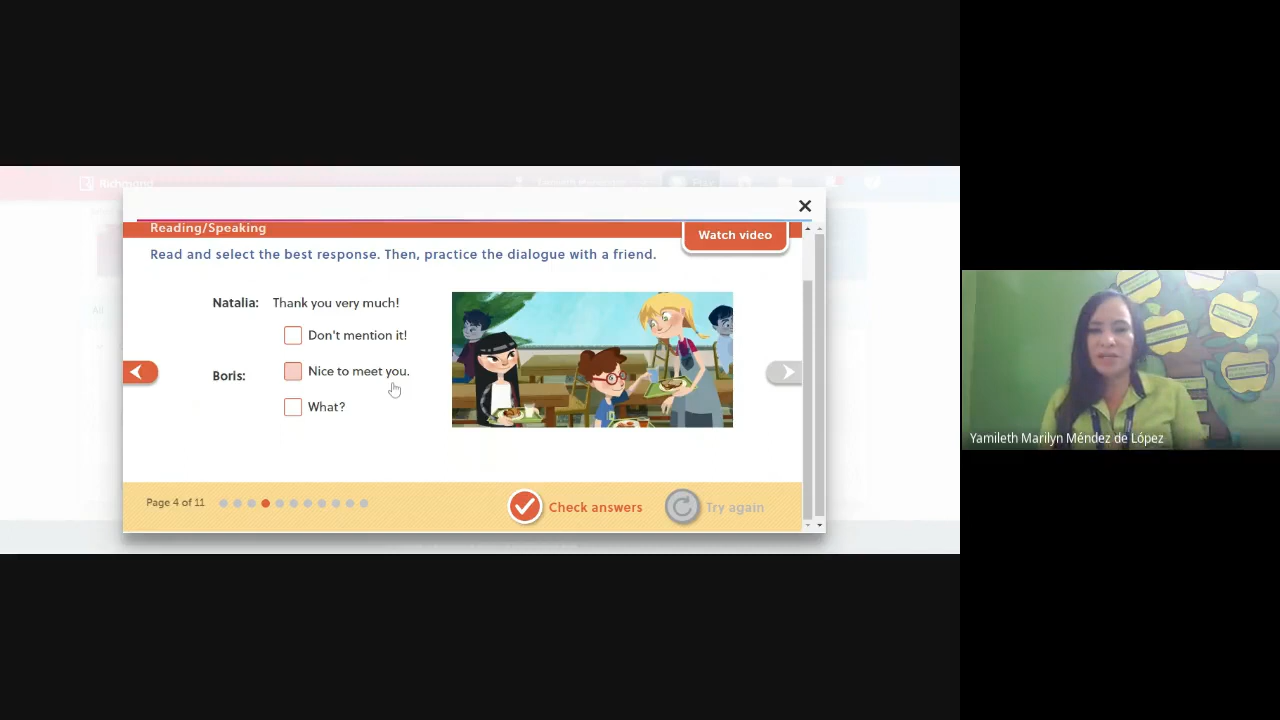 Richmond
Reading/Speaking
Watch video
Read and select the best response. Then, practice the dialogue with a friend.
Natalia: Thank you very much!
Don't mention it!
Boris:
Nice to meet you.
What?
Page 4 of 11
Check answers
Try again
Yamileth Marilyn Méndez de López